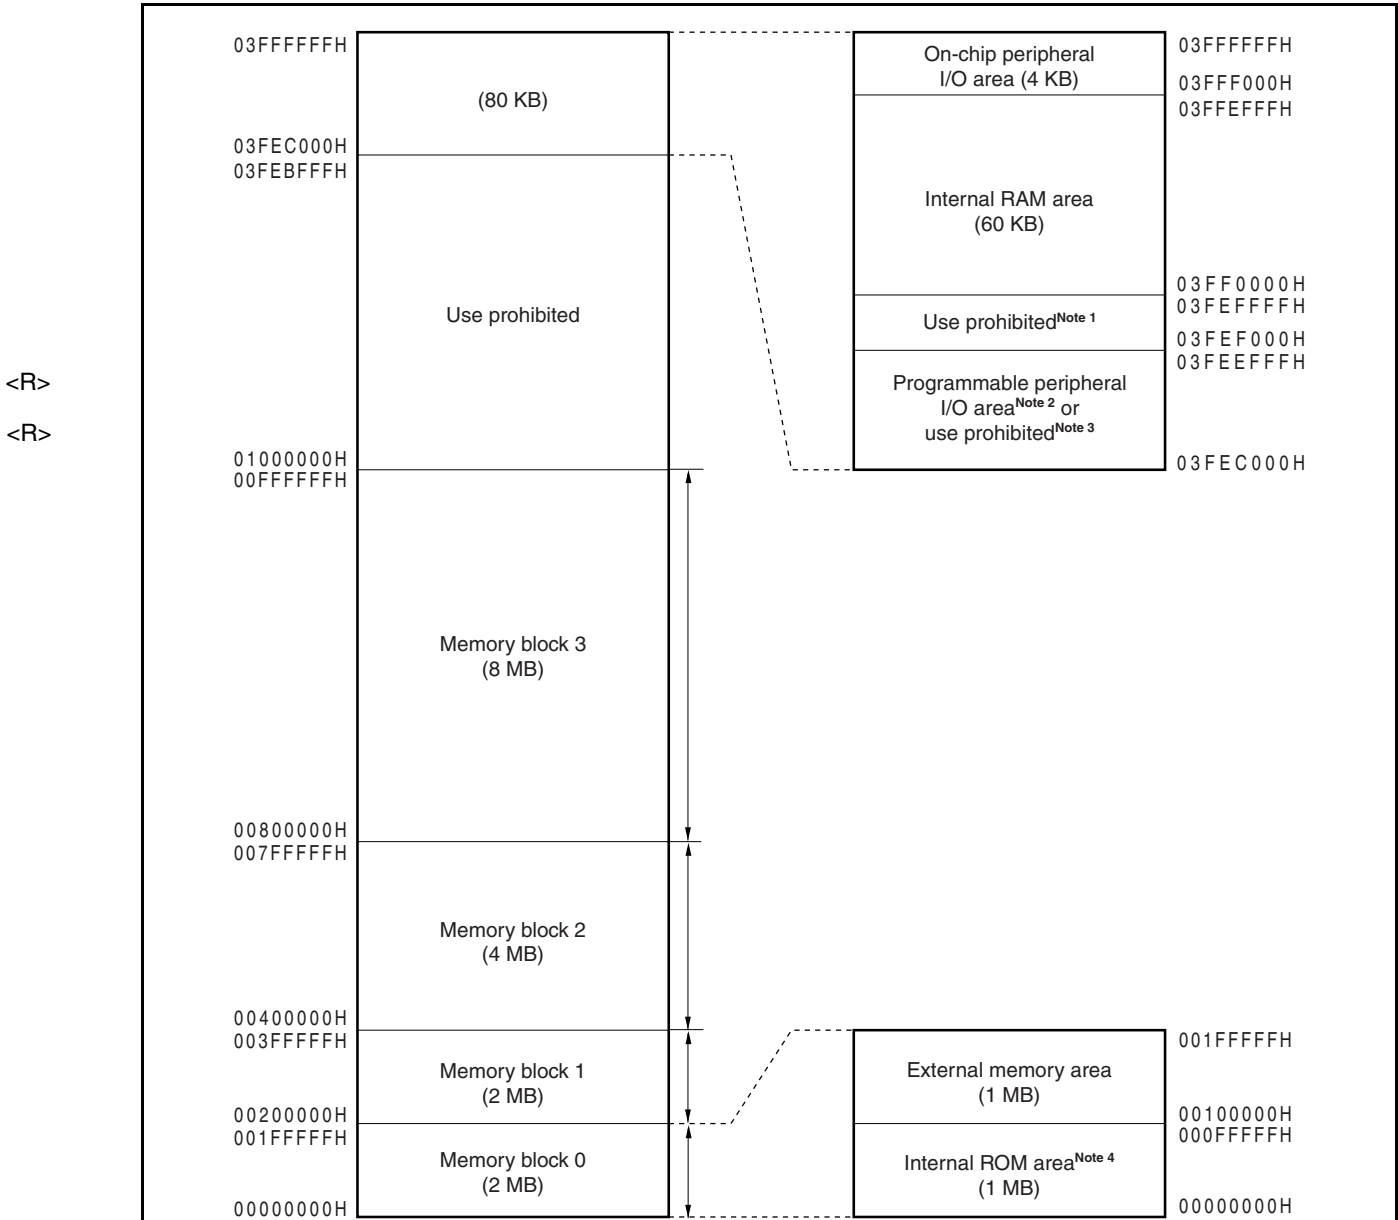 03FFFFFFH
(80 KB)
03FEC000H
03FEBFFFH
Use prohibited
<R>
<R>
01000000H
00FFFFFFH
Memory block 3
(8 MB)
00800000H
007FFFFFH
Memory block 2
(4 MB)
00400000H
003FFFFFH
Memory block 1
(2 MB)
00200000H
001FFFFFH
Memory block 0
(2 MB)
00000000H
On-chip peripheral
I/O area (4 KB)
03FFFFFFH
03FFF000H
03FFEFFFH
Internal RAM area
(60 KB)
03FF0000H
03FEFFFFH
Use prohibitedNote 1
03FEF000H
03FEEFFFH
Programmable peripheral
I/O areaNote 2 or
use prohibitedNote 3
03FEC000H
001FFFFFH
External memory area
(1 MB)
00100000H
000FFFFFH
Internal ROM areaNote 4
(1 MB)
00000000H